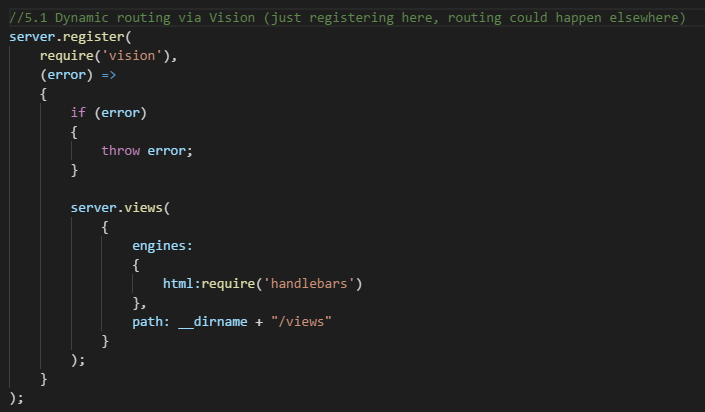 //5.1 Dynamic routing via Vision (just registering here, routing could happen elsewhere)
server.register(
    require('vision'),
    (error) =>
    {
        if (error)
        {
            throw error;
        }

        server.views(
            {
                engines:
                {
                    html:require('handlebars')
                },
                path: __dirname + "/views"
            }
        );
    }
);